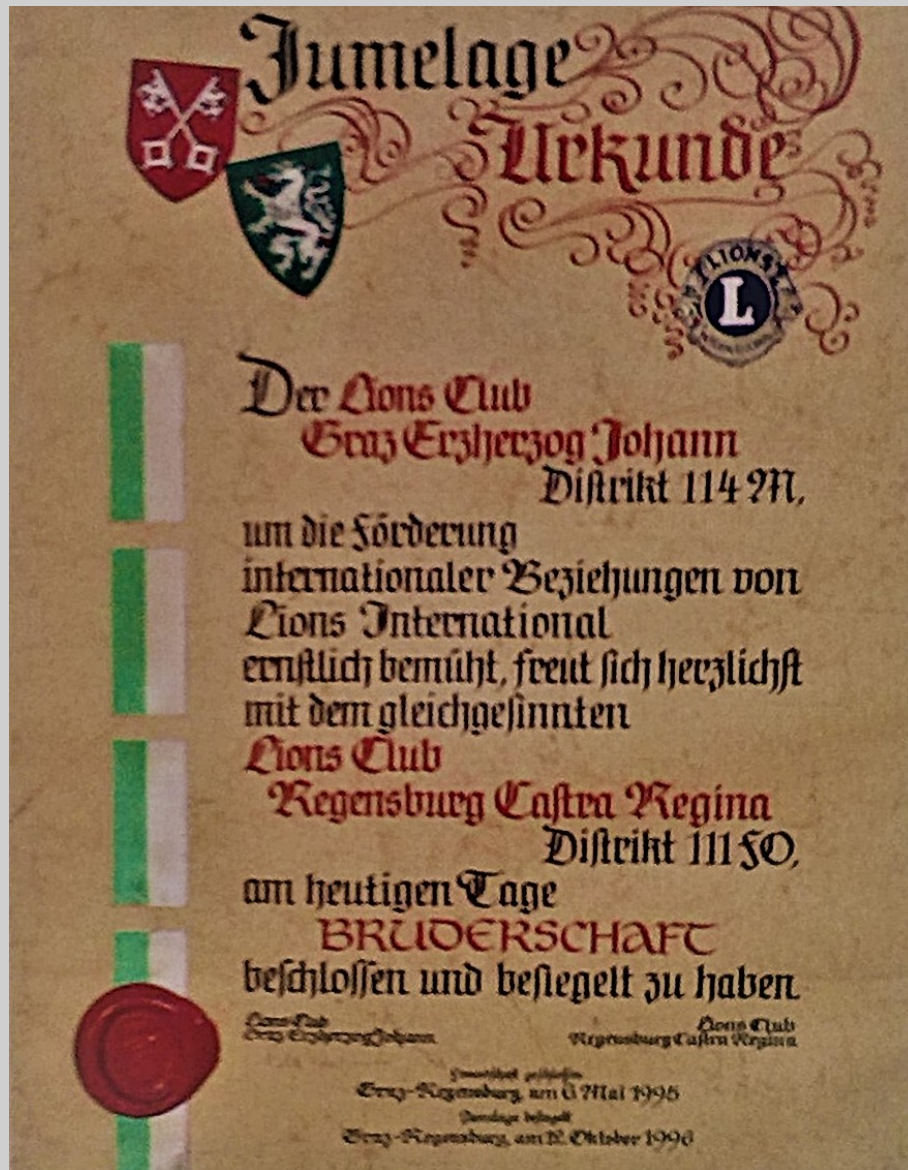 Jumelage
Urkunde
LIONS
L
Der Lions Club
Graz Erzherzog Johann
Distrikt 114 M,
um die Förderung
internationaler Beziehungen von
Lions International
ernstlich bemüht, freut sich herzlichst
mit dem gleichgesinnten
Lions Club
Regensburg Castra Regina
Distrikt 111 FO,
am heutigen Tage
BRUDERSCHAFT
beschlossen und besiegelt zu haben.
Lions Club
Graz Erzherzog Johann
Lions Club
Regensburg Castra Regina
Graz-Regensburg, am 6 Mai 1995
Jumelage besiegelt
Graz-Regensburg, am 12. Oktober 1996